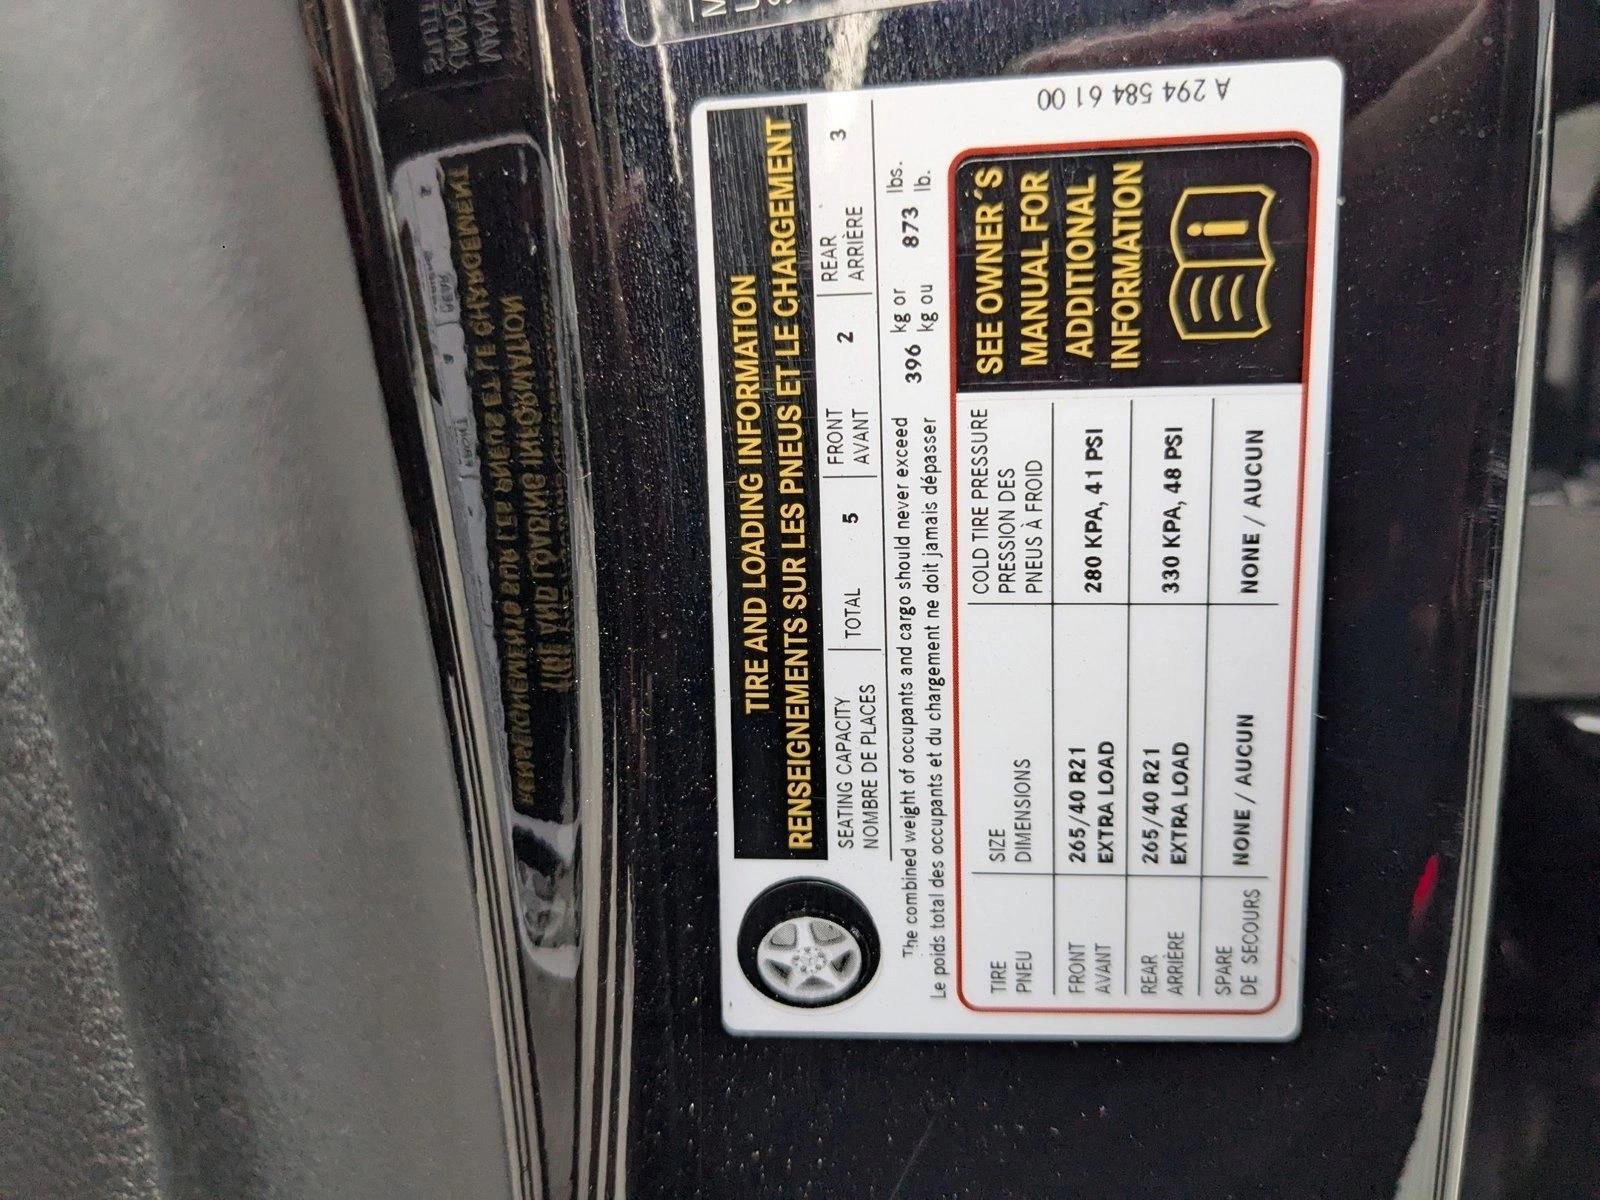 TIRE AND LOADING INFORMATION
RENSEIGNEMENTS SUR LES PNEUS ET LE CHARGEMENT
SEATING CAPACITY TOTAL 5 FRONT 2 REAR 3
NOMBRE DE PLACES AVANT ARRIÈRE
The combined weight of occupants and cargo should never exceed 396 kg or 873 lbs.
Le poids total des occupants et du chargement ne doit jamais dépasser kg ou lb.
TIRE SIZE COLD TIRE PRESSURE
PNEU DIMENSIONS PRESSION DES
PNEUS À FROID
FRONT 265/40 R21 280 KPA, 41 PSI
AVANT EXTRA LOAD
REAR 265/40 R21 330 KPA, 48 PSI
ARRIÈRE EXTRA LOAD
SPARE NONE / AUCUN NONE / AUCUN
DE SECOURS
SEE OWNER´S
MANUAL FOR
ADDITIONAL
INFORMATION
A 294 584 61 00